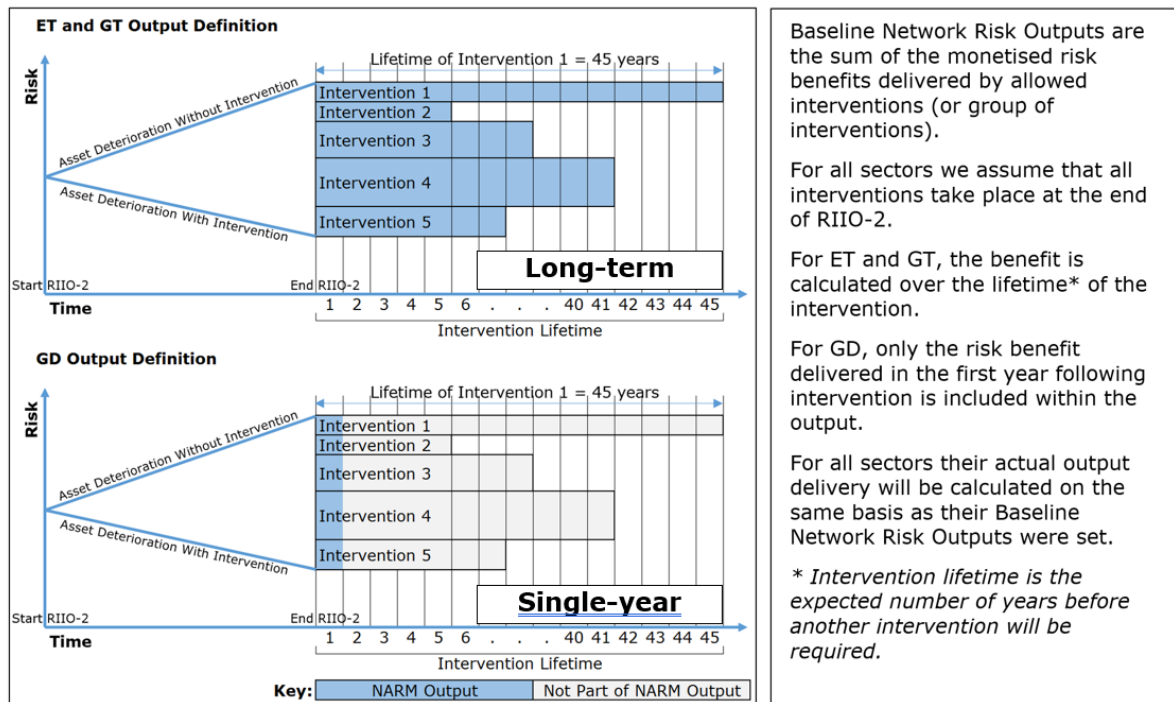 ET and GT Output Definition
Risk
Lifetime of Intervention 1 = 45 years
Asset Deterioration Without Intervention
Asset Deterioration With Intervention
Intervention 1
Intervention 2
Intervention 3
Intervention 4
Intervention 5
Long-term
Start RIIO-2
End RIIO-2
Time
1 2 3 4 5 6 . . . 40 41 42 43 44 45
Intervention Lifetime
GD Output Definition
Risk
Lifetime of Intervention 1 = 45 years
Asset Deterioration Without Intervention
Asset Deterioration With Intervention
Intervention 1
Intervention 2
Intervention 3
Intervention 4
Intervention 5
Single-year
Start RIIO-2
End RIIO-2
Time
1 2 3 4 5 6 . . . 40 41 42 43 44 45
Intervention Lifetime
Key: NARM Output Not Part of NARM Output
Baseline Network Risk Outputs are
the sum of the monetised risk
benefits delivered by allowed
interventions (or group of
interventions).
For all sectors we assume that all
interventions take place at the end
of RIIO-2.
For ET and GT, the benefit is
calculated over the lifetime* of the
intervention.
For GD, only the risk benefit
delivered in the first year following
intervention is included within the
output.
For all sectors their actual output
delivery will be calculated on the
same basis as their Baseline
Network Risk Outputs were set.
* Intervention lifetime is the
expected number of years before
another intervention will be
required.